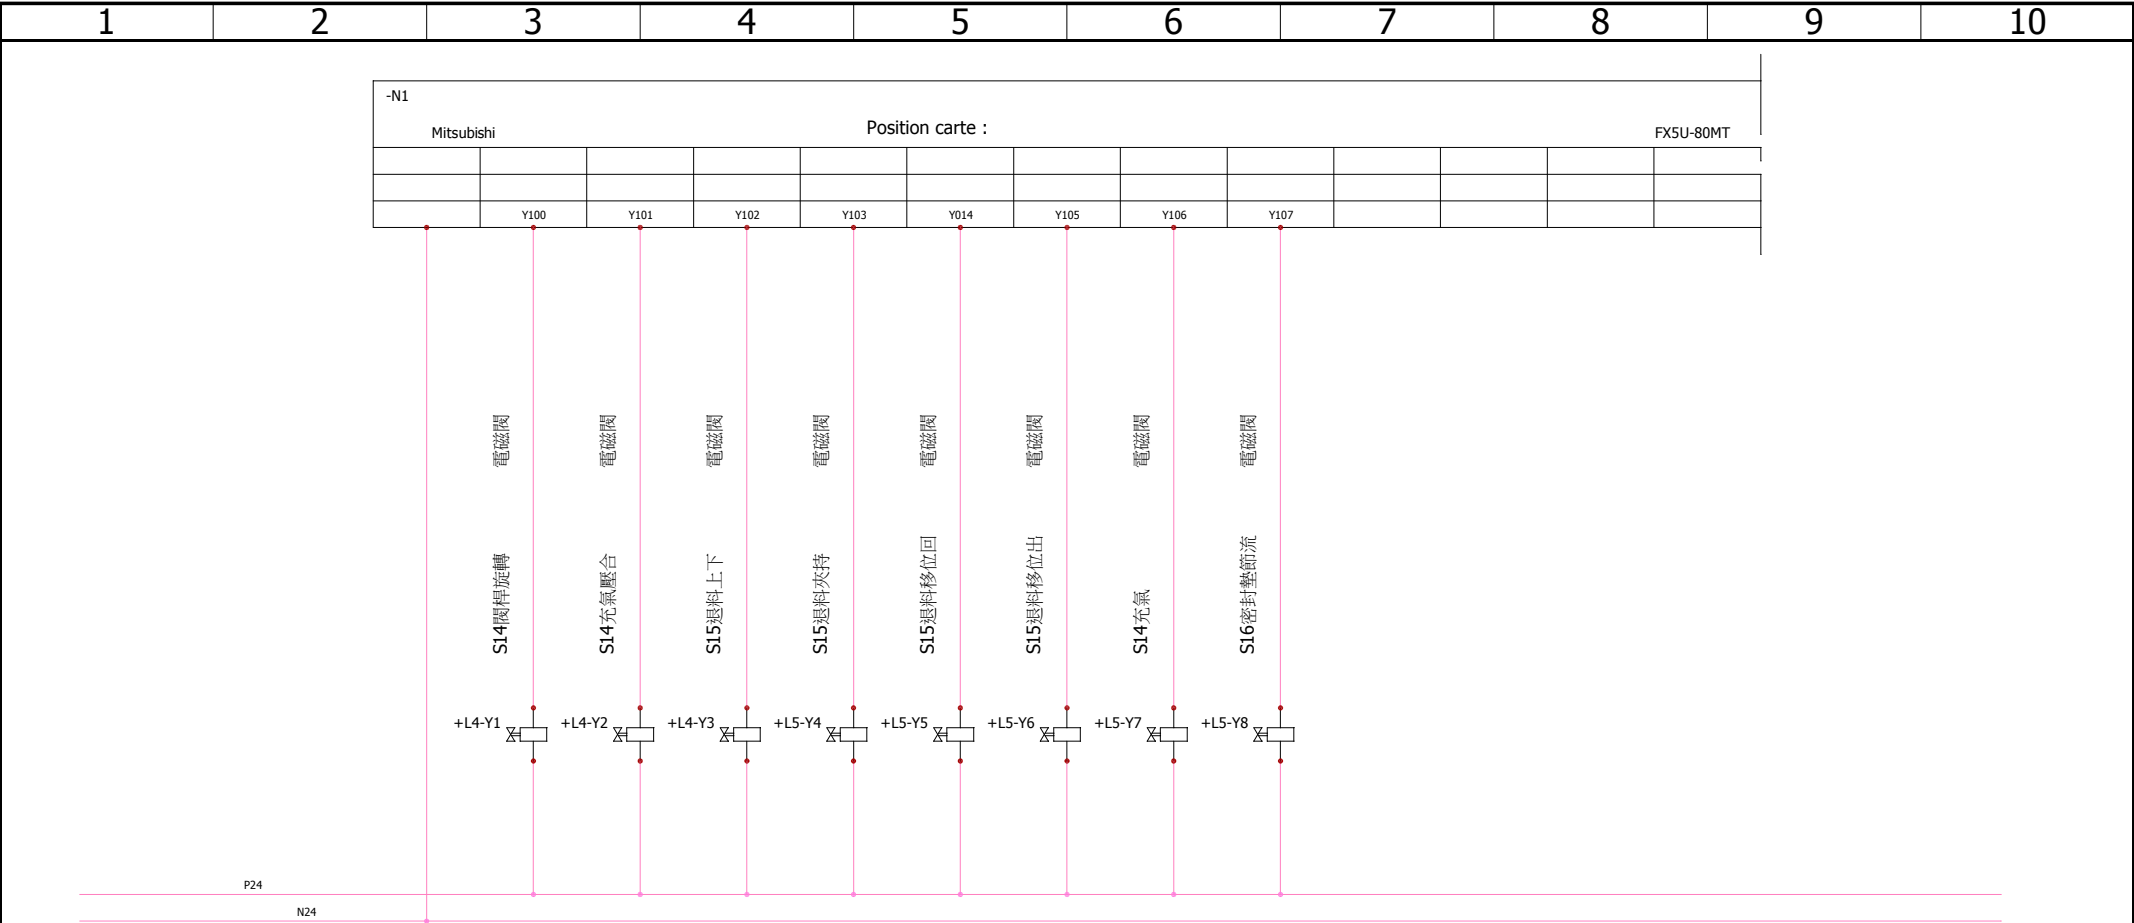 1 2 3 4 5 6 7 8 9 10
-N1
Mitsubishi Position carte : FX5U-80MT
Y100 Y101 Y102 Y103 Y014 Y105 Y106 Y107
電磁閥 電磁閥 電磁閥 電磁閥 電磁閥 電磁閥 電磁閥 電磁閥
S14閥桿旋轉
S14充氣壓合
S15退料上下
S15退料夾持
S15退料移位回
S15退料移位出
S14充氣
S16密封墊節流
+L4-Y1 +L4-Y2 +L4-Y3 +L5-Y4 +L5-Y5 +L5-Y6 +L5-Y7 +L5-Y8
P24
N24